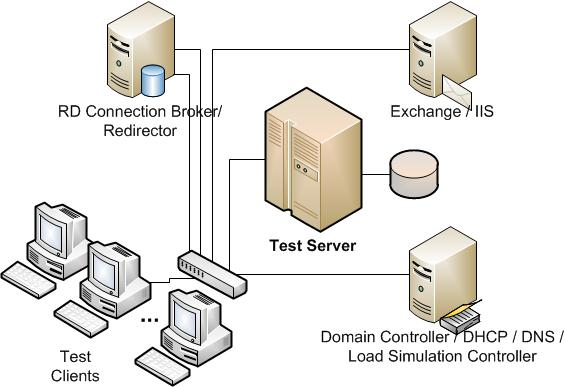 RD Connection Broker/
Redirector
Exchange / IIS
Test Server
...
Test
Clients
Domain Controller / DHCP / DNS /
Load Simulation Controller